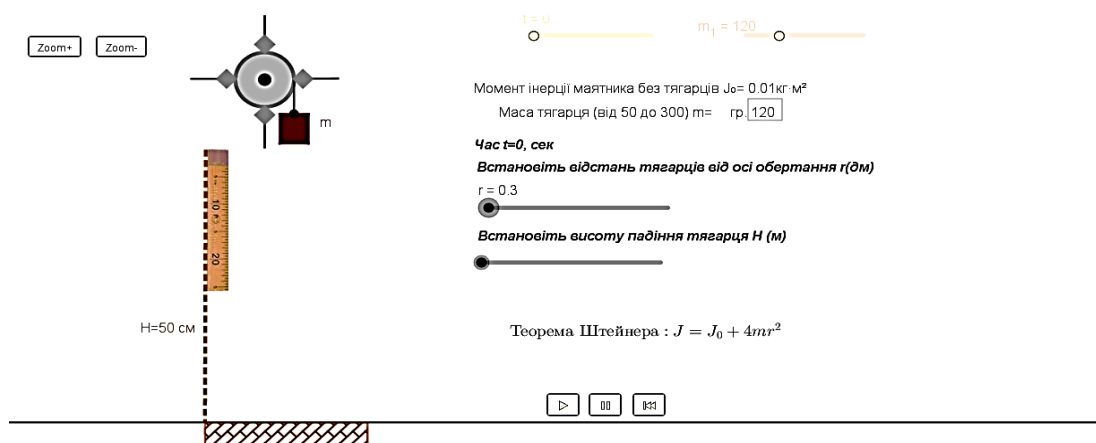 t = 0
m₁ = 120
Zoom+
Zoom-
Момент інерції маятника без тягарців J₀= 0.01кг·м²
Маса тягарця (від 50 до 300) m= гр. 120
m
Час t=0, сек
Встановіть відстань тягарців від осі обертання r(дм)
r = 0.3
10
Встановіть висоту падіння тягарця H (м)
20
H=50 см
Теорема Штейнера : J = J₀ + 4mr²